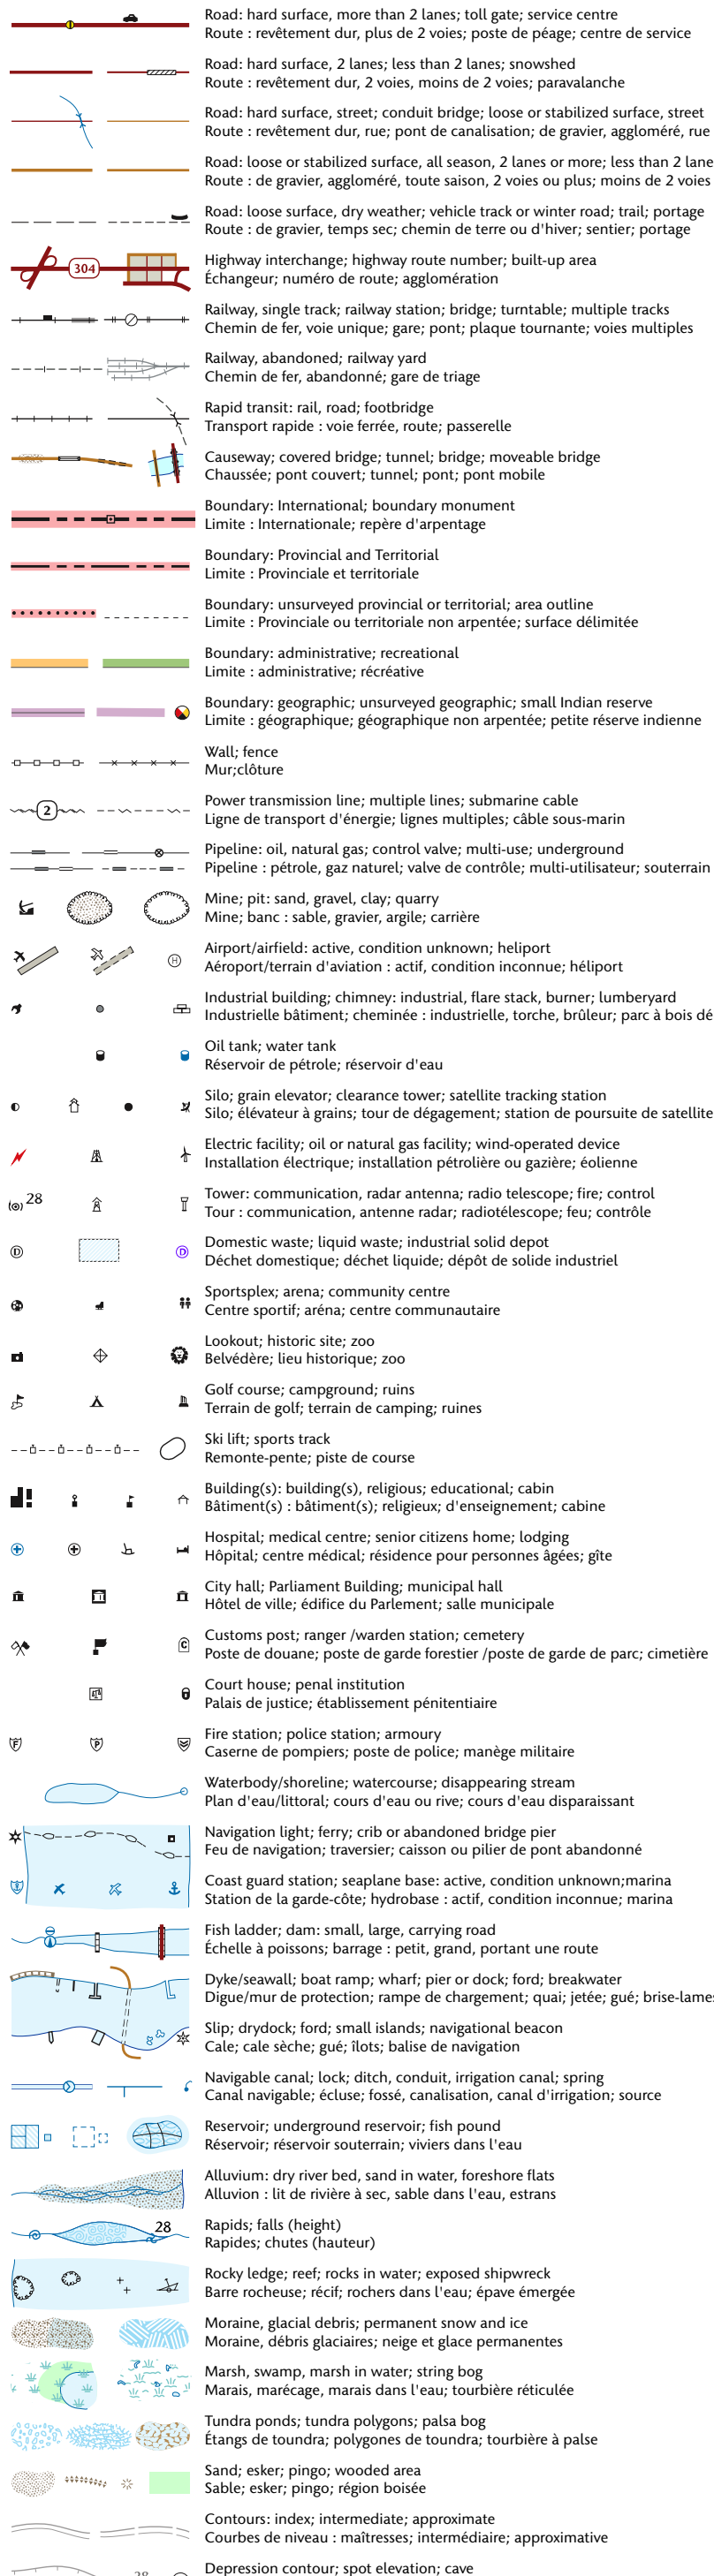 Road: hard surface, more than 2 lanes; toll gate; service centre
Route : revêtement dur, plus de 2 voies; poste de péage; centre de service
Road: hard surface, 2 lanes; less than 2 lanes; snowshed
Route : revêtement dur, 2 voies, moins de 2 voies; paravalanche
Road: hard surface, street; conduit bridge; loose or stabilized surface, street
Route : revêtement dur, rue; pont de canalisation; de gravier, aggloméré, rue
Road: loose or stabilized surface, all season, 2 lanes or more; less than 2 lane
Route : de gravier, aggloméré, toute saison, 2 voies ou plus; moins de 2 voies
Road: loose surface, dry weather; vehicle track or winter road; trail; portage
Route : de gravier, temps sec; chemin de terre ou d'hiver; sentier; portage
304
Highway interchange; highway route number; built-up area
Échangeur; numéro de route; agglomération
Railway, single track; railway station; bridge; turntable; multiple tracks
Chemin de fer, voie unique; gare; pont; plaque tournante; voies multiples
Railway, abandoned; railway yard
Chemin de fer, abandonné; gare de triage
Rapid transit: rail, road; footbridge
Transport rapide : voie ferrée, route; passerelle
Causeway; covered bridge; tunnel; bridge; moveable bridge
Chaussée; pont couvert; tunnel; pont; pont mobile
Boundary: International; boundary monument
Limite : Internationale; repère d'arpentage
Boundary: Provincial and Territorial
Limite : Provinciale et territoriale
Boundary: unsurveyed provincial or territorial; area outline
Limite : Provinciale ou territoriale non arpentée; surface délimitée
Boundary: administrative; recreational
Limite : administrative; récréative
Boundary: geographic; unsurveyed geographic; small Indian reserve
Limite : géographique; géographique non arpentée; petite réserve indienne
Wall; fence
Mur;clôture
2
Power transmission line; multiple lines; submarine cable
Ligne de transport d'énergie; lignes multiples; câble sous-marin
Pipeline: oil, natural gas; control valve; multi-use; underground
Pipeline : pétrole, gaz naturel; valve de contrôle; multi-utilisateur; souterrain
Mine; pit: sand, gravel, clay; quarry
Mine; banc : sable, gravier, argile; carrière
H
Airport/airfield: active, condition unknown; heliport
Aéroport/terrain d'aviation : actif, condition inconnue; héliport
Industrial building; chimney: industrial, flare stack, burner; lumberyard
Industrielle bâtiment; cheminée : industrielle, torche, brûleur; parc à bois dé
Oil tank; water tank
Réservoir de pétrole; réservoir d'eau
Silo; grain elevator; clearance tower; satellite tracking station
Silo; élévateur à grains; tour de dégagement; station de poursuite de satellite
Electric facility; oil or natural gas facility; wind-operated device
Installation électrique; installation pétrolière ou gazière; éolienne
28
Tower: communication, radar antenna; radio telescope; fire; control
Tour : communication, antenne radar; radiotélescope; feu; contrôle
D D
Domestic waste; liquid waste; industrial solid depot
Déchet domestique; déchet liquide; dépôt de solide industriel
Sportsplex; arena; community centre
Centre sportif; aréna; centre communautaire
Lookout; historic site; zoo
Belvédère; lieu historique; zoo
Golf course; campground; ruins
Terrain de golf; terrain de camping; ruines
Ski lift; sports track
Remonte-pente; piste de course
Building(s): building(s), religious; educational; cabin
Bâtiment(s) : bâtiment(s); religieux; d'enseignement; cabine
Hospital; medical centre; senior citizens home; lodging
Hôpital; centre médical; résidence pour personnes âgées; gîte
City hall; Parliament Building; municipal hall
Hôtel de ville; édifice du Parlement; salle municipale
C
Customs post; ranger /warden station; cemetery
Poste de douane; poste de garde forestier /poste de garde de parc; cimetière
Court house; penal institution
Palais de justice; établissement pénitentiaire
F P
Fire station; police station; armoury
Caserne de pompiers; poste de police; manège militaire
Waterbody/shoreline; watercourse; disappearing stream
Plan d'eau/littoral; cours d'eau ou rive; cours d'eau disparaissant
Navigation light; ferry; crib or abandoned bridge pier
Feu de navigation; traversier; caisson ou pilier de pont abandonné
Coast guard station; seaplane base: active, condition unknown;marina
Station de la garde-côte; hydrobase : actif, condition inconnue; marina
Fish ladder; dam: small, large, carrying road
Échelle à poissons; barrage : petit, grand, portant une route
Dyke/seawall; boat ramp; wharf; pier or dock; ford; breakwater
Digue/mur de protection; rampe de chargement; quai; jetée; gué; brise-lames
Slip; drydock; ford; small islands; navigational beacon
Cale; cale sèche; gué; îlots; balise de navigation
Navigable canal; lock; ditch, conduit, irrigation canal; spring
Canal navigable; écluse; fossé, canalisation, canal d'irrigation; source
Reservoir; underground reservoir; fish pound
Réservoir; réservoir souterrain; viviers dans l'eau
Alluvium: dry river bed, sand in water, foreshore flats
Alluvion : lit de rivière à sec, sable dans l'eau, estrans
28
Rapids; falls (height)
Rapides; chutes (hauteur)
Rocky ledge; reef; rocks in water; exposed shipwreck
Barre rocheuse; récif; rochers dans l'eau; épave émergée
Moraine, glacial debris; permanent snow and ice
Moraine, débris glaciaires; neige et glace permanentes
Marsh, swamp, marsh in water; string bog
Marais, marécage, marais dans l'eau; tourbière réticulée
Tundra ponds; tundra polygons; palsa bog
Étangs de toundra; polygones de toundra; tourbière à palse
Sand; esker; pingo; wooded area
Sable; esker; pingo; région boisée
Contours: index; intermediate; approximate
Courbes de niveau : maîtresses; intermédiaire; approximative
Depression contour; spot elevation; cave